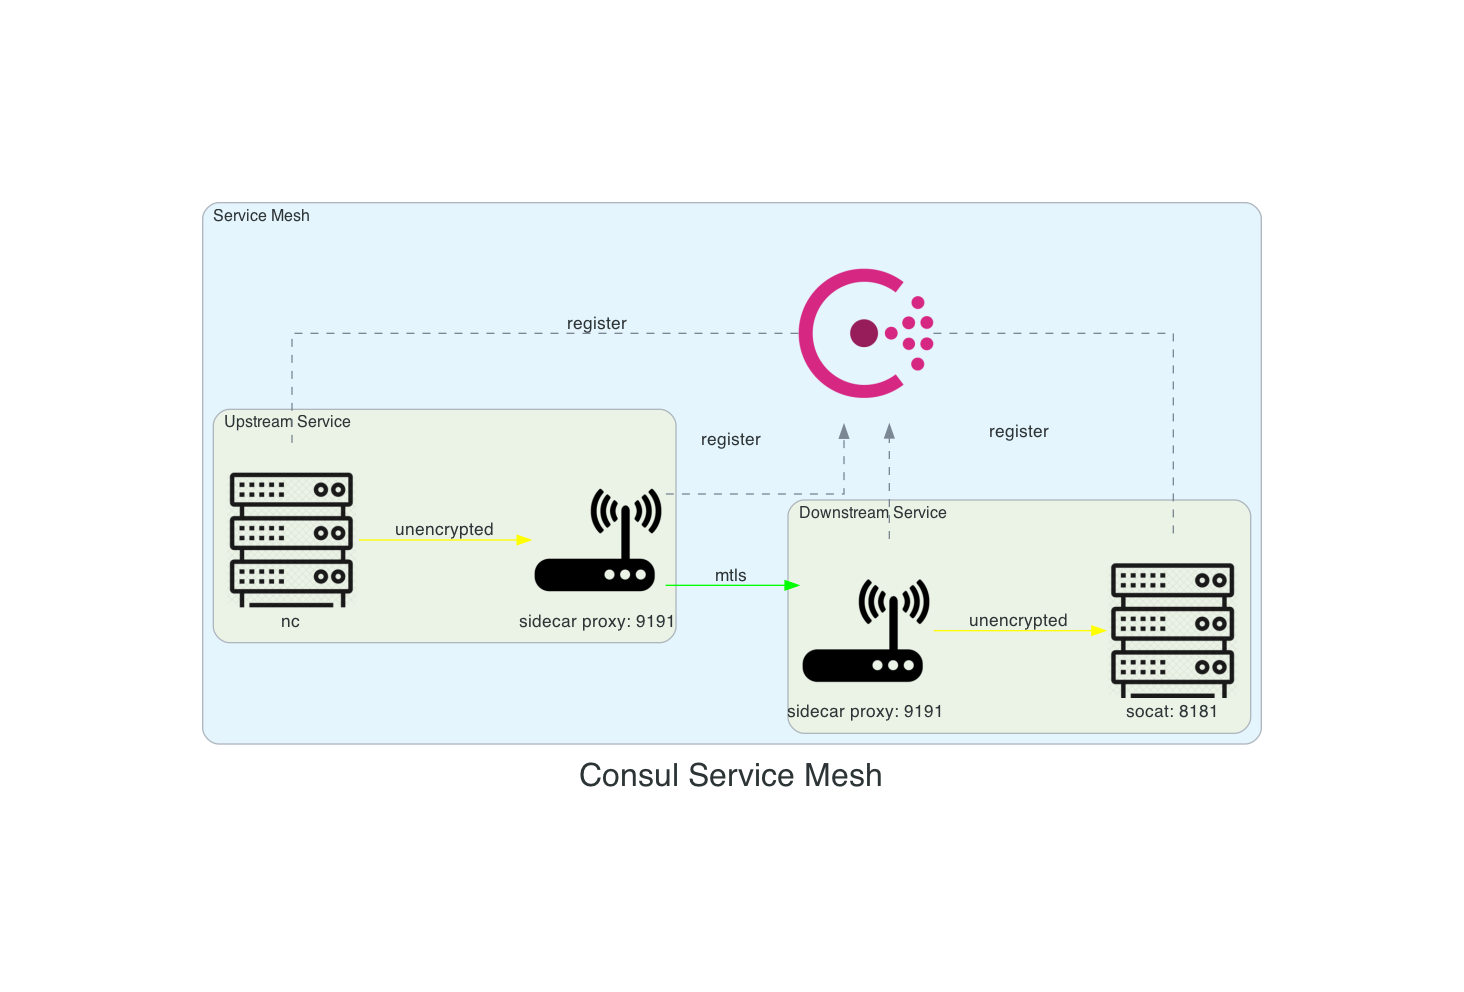 Service Mesh
register
Upstream Service
register
register
unencrypted
Downstream Service
mtls
nc
sidecar proxy: 9191
unencrypted
sidecar proxy: 9191
socat: 8181
Consul Service Mesh